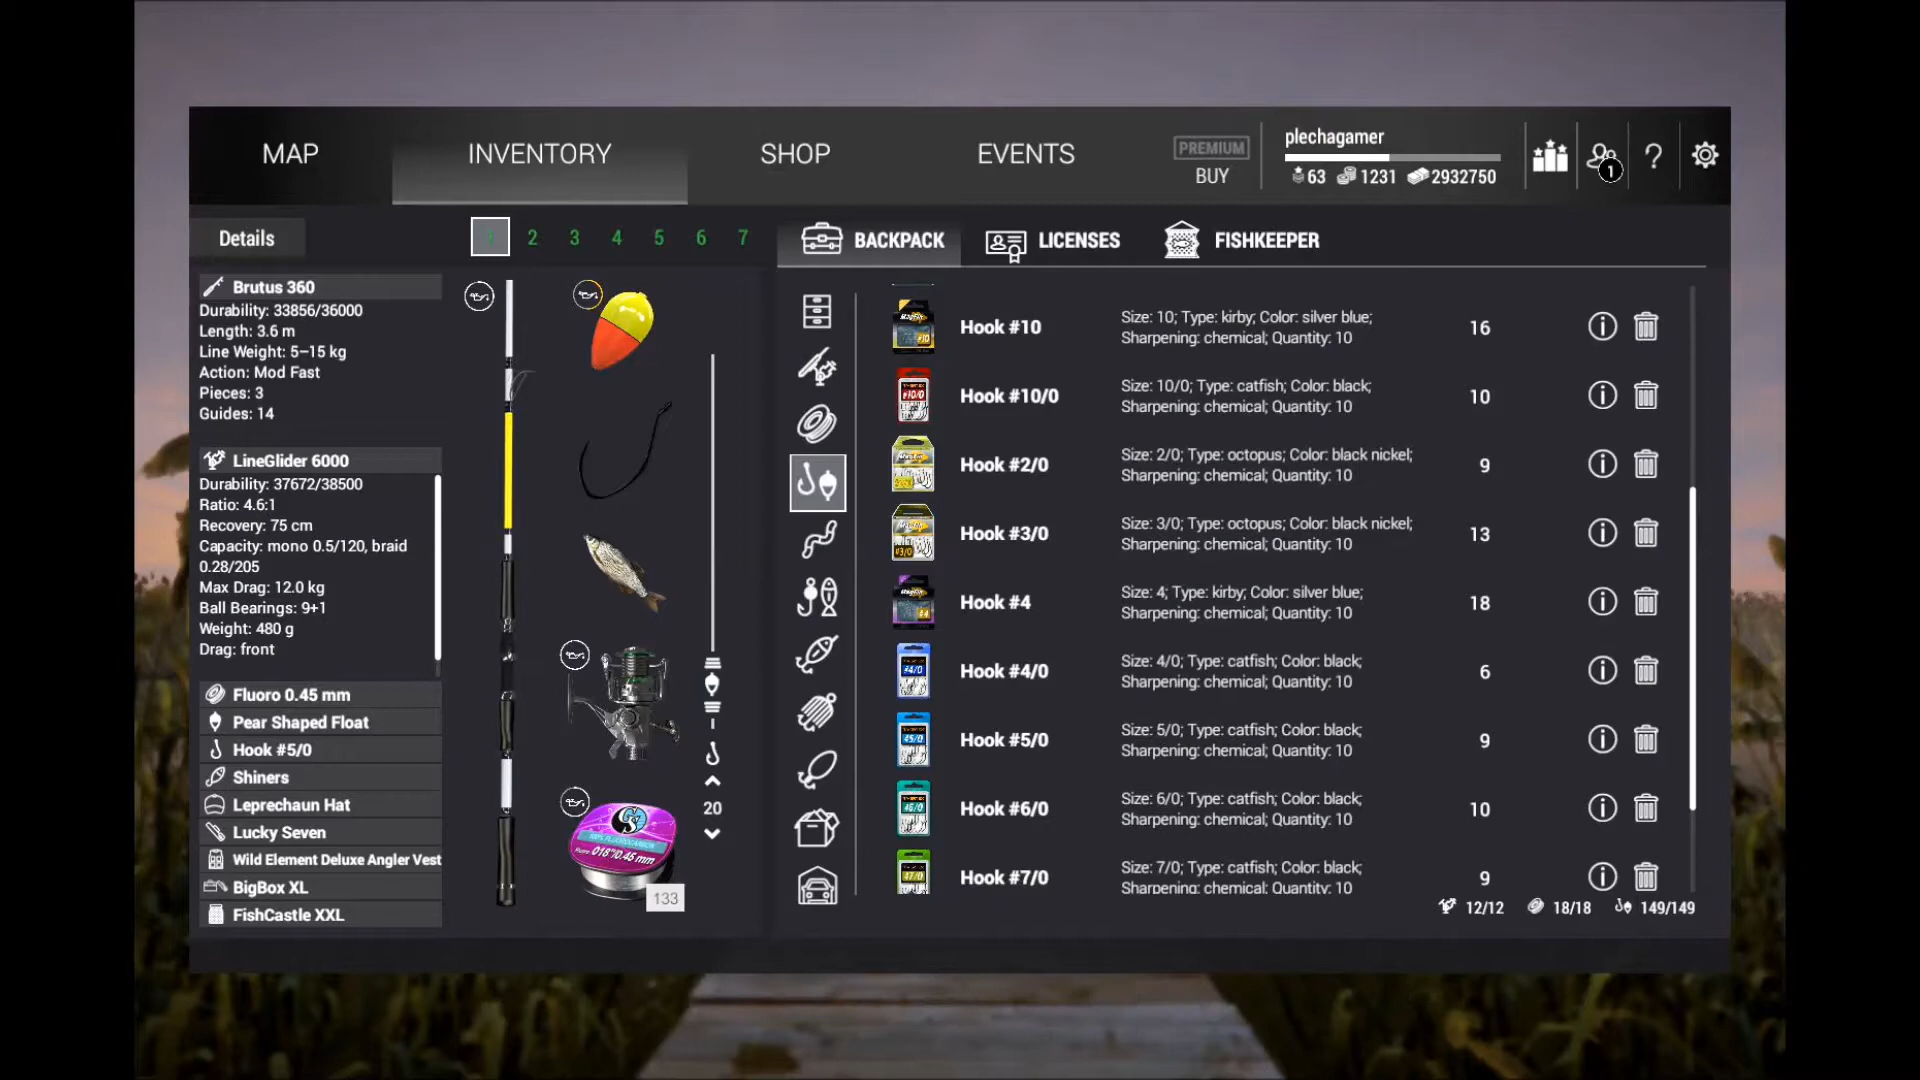 MAP
INVENTORY
SHOP
EVENTS
PREMIUM
BUY
plechagamer
63 1231 2932750
1
?
Details
1 2 3 4 5 6 7
BACKPACK
LICENSES
FISHKEEPER
Brutus 360
Durability: 33856/36000
Length: 3.6 m
Line Weight: 5–15 kg
Action: Mod Fast
Pieces: 3
Guides: 14
LineGlider 6000
Durability: 37672/38500
Ratio: 4.6:1
Recovery: 75 cm
Capacity: mono 0.5/120, braid
0.28/205
Max Drag: 12.0 kg
Ball Bearings: 9+1
Weight: 480 g
Drag: front
Fluoro 0.45 mm
Pear Shaped Float
Hook #5/0
Shiners
Leprechaun Hat
Lucky Seven
Wild Element Deluxe Angler Vest
BigBox XL
FishCastle XXL
20
100% FLUOROCARBON
.018"/0.45 mm
133
Hook #10
Size: 10; Type: kirby; Color: silver blue;
Sharpening: chemical; Quantity: 10
16
Hook #10/0
Size: 10/0; Type: catfish; Color: black;
Sharpening: chemical; Quantity: 10
10
Hook #2/0
Size: 2/0; Type: octopus; Color: black nickel;
Sharpening: chemical; Quantity: 10
9
Hook #3/0
Size: 3/0; Type: octopus; Color: black nickel;
Sharpening: chemical; Quantity: 10
13
Hook #4
Size: 4; Type: kirby; Color: silver blue;
Sharpening: chemical; Quantity: 10
18
Hook #4/0
Size: 4/0; Type: catfish; Color: black;
Sharpening: chemical; Quantity: 10
6
Hook #5/0
Size: 5/0; Type: catfish; Color: black;
Sharpening: chemical; Quantity: 10
9
Hook #6/0
Size: 6/0; Type: catfish; Color: black;
Sharpening: chemical; Quantity: 10
10
Hook #7/0
Size: 7/0; Type: catfish; Color: black;
Sharpening: chemical; Quantity: 10
9
12/12 18/18 149/149